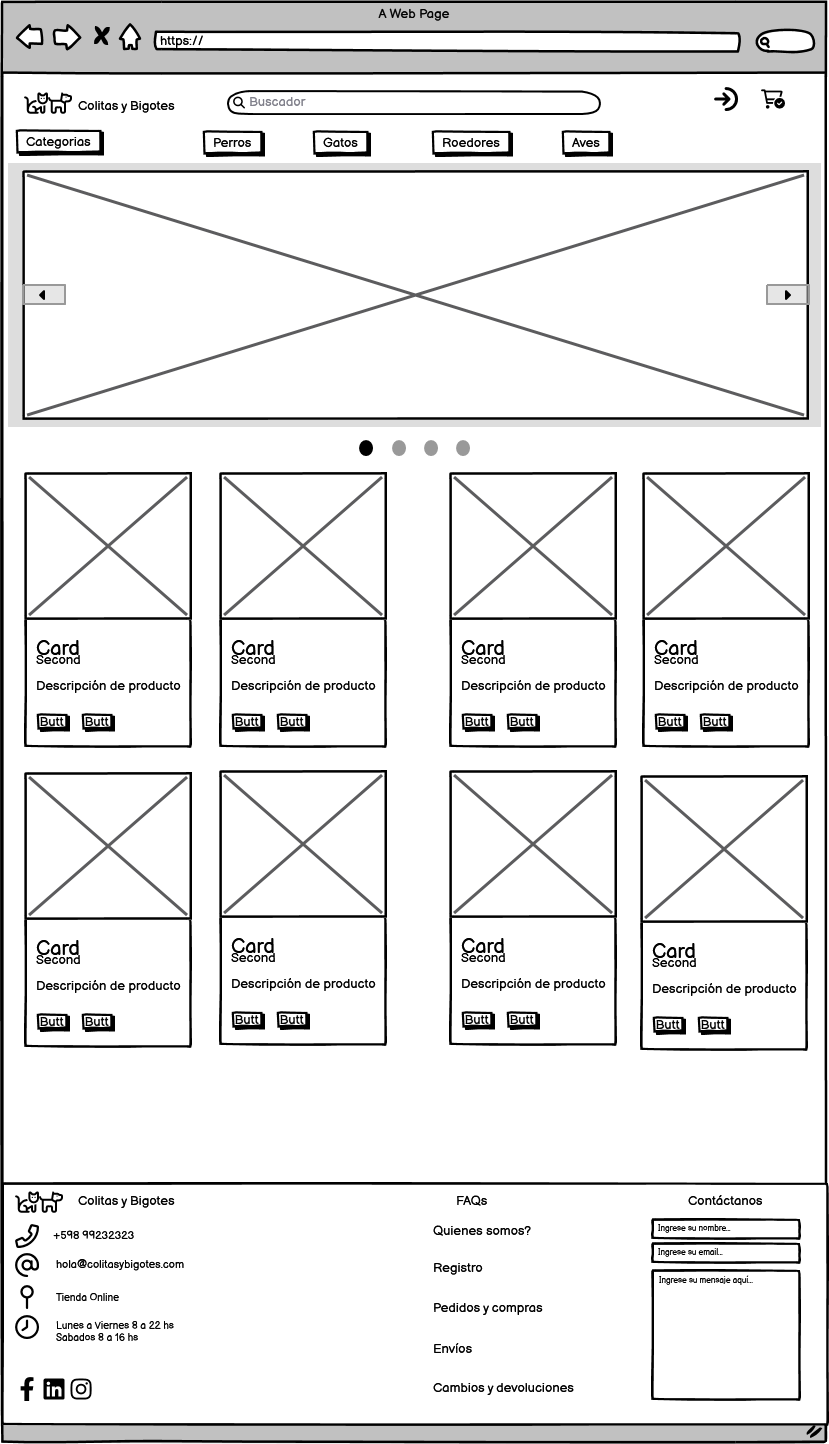 A Web Page
https://
Colitas y Bigotes
Buscador
Categorias
Perros
Gatos
Roedores
Aves
Card
Second
Descripción de producto
Butt
Butt
Card
Second
Descripción de producto
Butt
Butt
Card
Second
Descripción de producto
Butt
Butt
Card
Second
Descripción de producto
Butt
Butt
Card
Second
Descripción de producto
Butt
Butt
Card
Second
Descripción de producto
Butt
Butt
Card
Second
Descripción de producto
Butt
Butt
Card
Second
Descripción de producto
Butt
Butt
Colitas y Bigotes
+598 99232323
hola@colitasybigotes.com
Tienda Online
Lunes a Viernes 8 a 22 hs
Sabados 8 a 16 hs
FAQs
Quienes somos?
Registro
Pedidos y compras
Envíos
Cambios y devoluciones
Contáctanos
Ingrese su nombre...
Ingrese su email...
Ingrese su mensaje aquí...